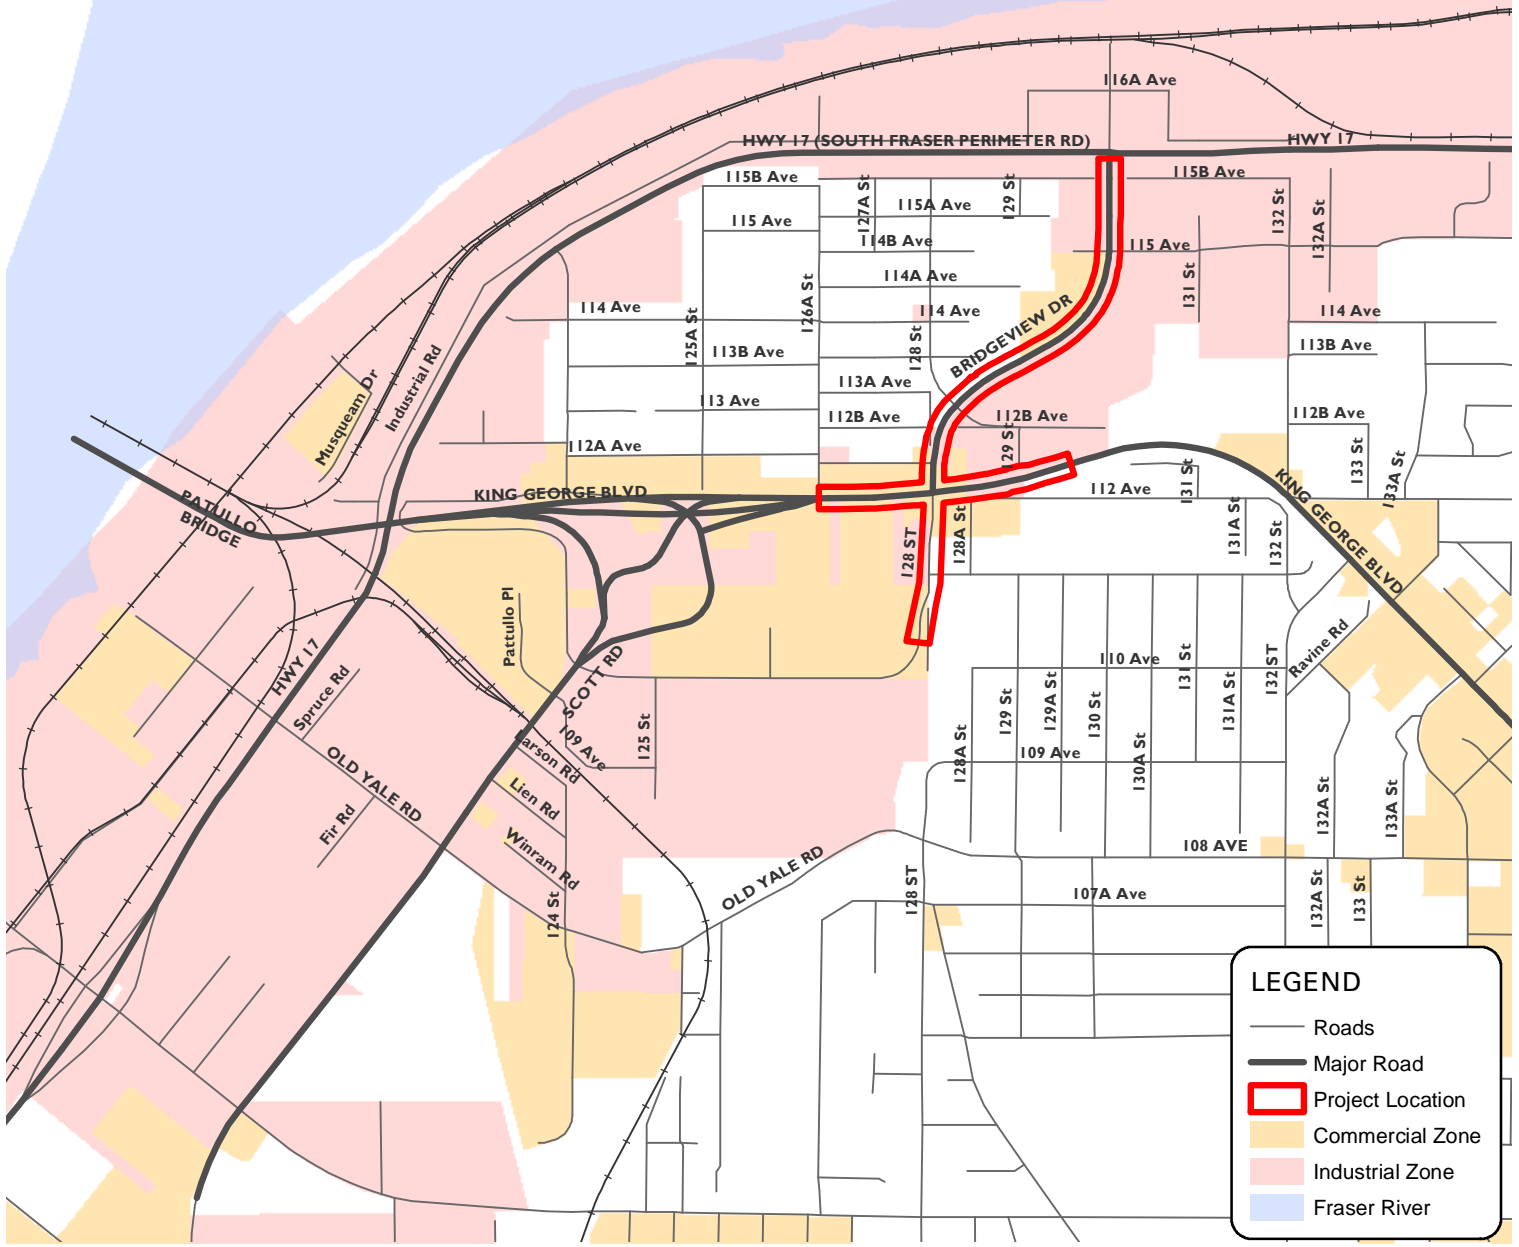 116A Ave
HWY 17 (SOUTH FRASER PERIMETER RD)
HWY 17
115B Ave
127A St
129 St
115B Ave
132 St
132A St
115A Ave
115 Ave
114B Ave
115 Ave
114A Ave
131 St
126A St
114 Ave
125A St
114 Ave
BRIDGEVIEW DR
114 Ave
128 St
113B Ave
113B Ave
Musqueam Dr
Industrial Rd
113A Ave
113 Ave
112B Ave
112B Ave
112B Ave
129 St
112A Ave
133 St
133A St
KING GEORGE BLVD
112 Ave
131 St
KING GEORGE BLVD
PATULLO
BRIDGE
128 ST
128A St
131A St
132 St
Pattullo Pl
HWY 17
Spruce Rd
SCOTT RD
110 Ave
131 St
132 ST
Ravine Rd
129 St
129A St
130 St
131A St
125 St
109 Ave
Larson Rd
128A St
109 Ave
130A St
OLD YALE RD
Lien Rd
Fir Rd
132A St
133A St
Winram Rd
108 AVE
OLD YALE RD
124 St
128 ST
107A Ave
132A St
133 St
LEGEND
Roads
Major Road
Project Location
Commercial Zone
Industrial Zone
Fraser River